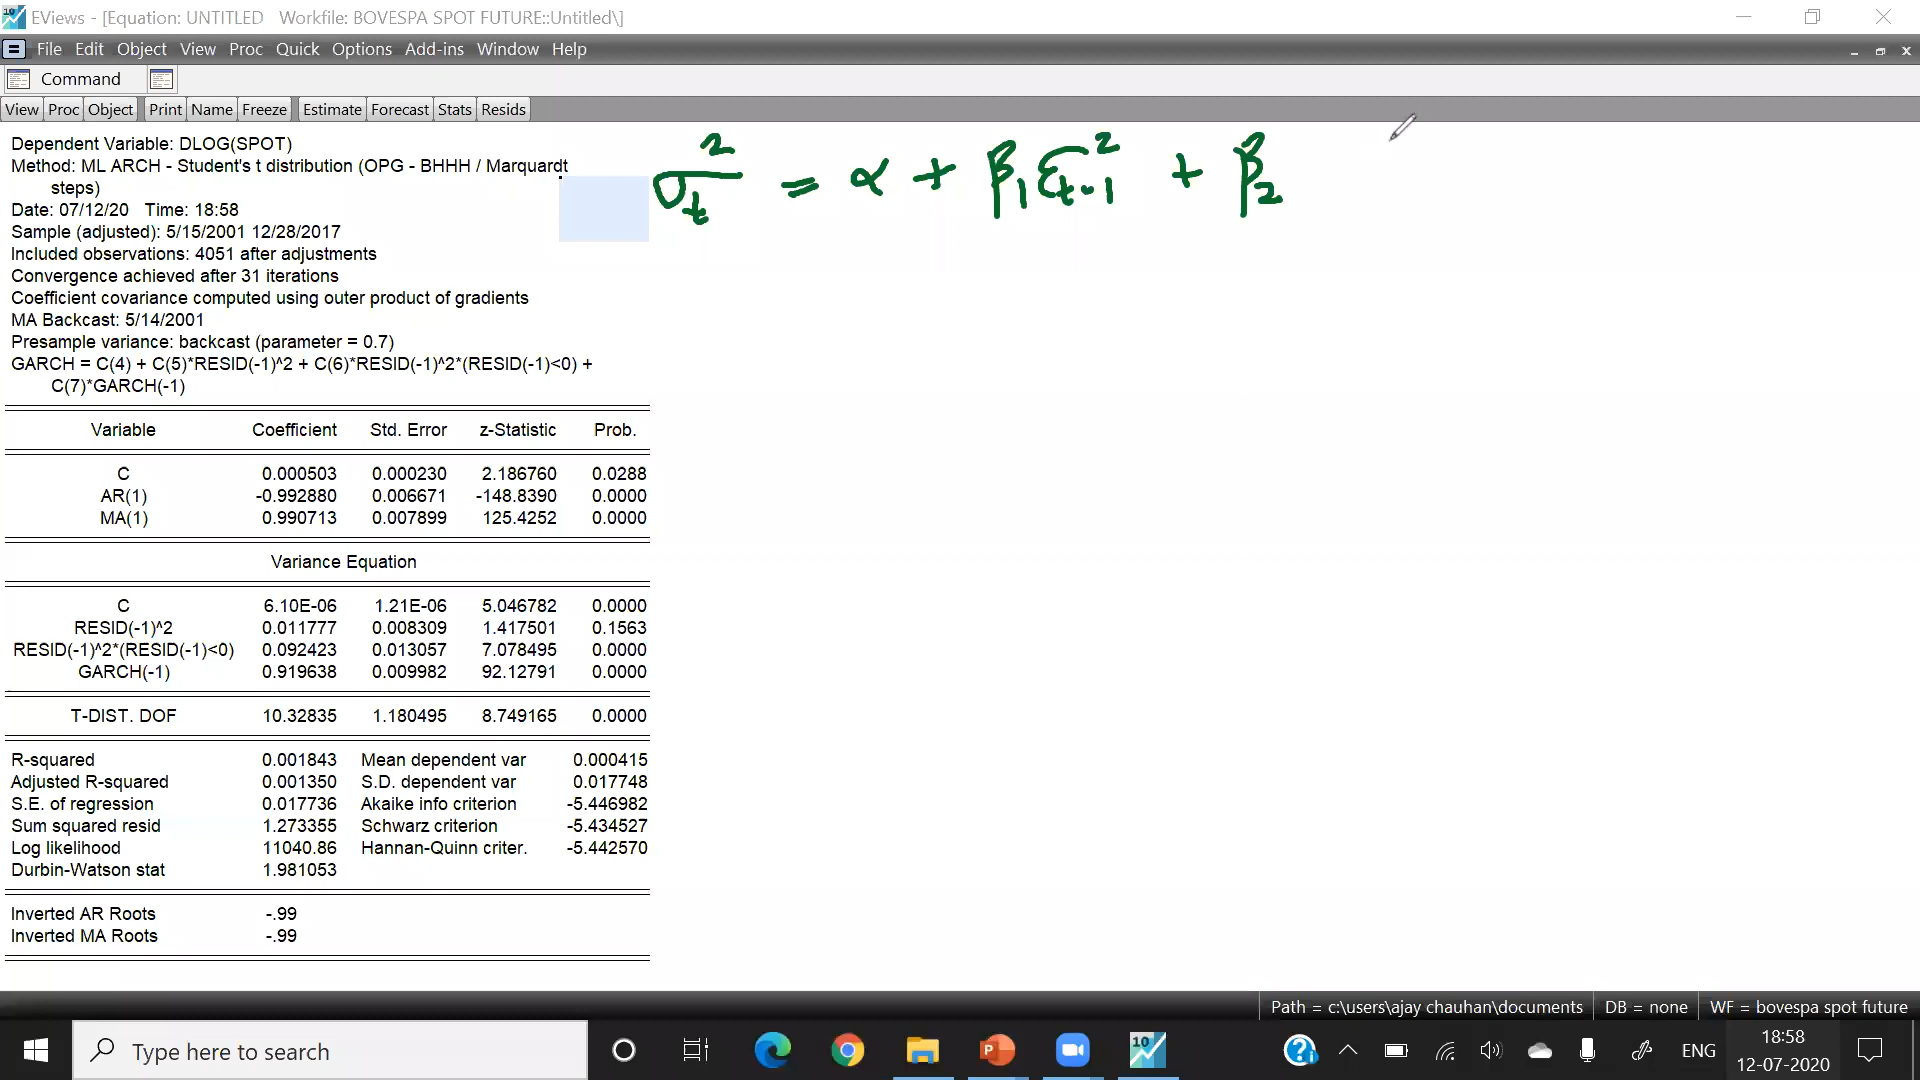 10 EViews - [Equation: UNTITLED Workfile: BOVESPA SPOT FUTURE::Untitled\]
File Edit Object View Proc Quick Options Add-ins Window Help
Command
View Proc Object Print Name Freeze Estimate Forecast Stats Resids
σₜ² = α + β₁εₜ₋₁² + β₂
Dependent Variable: DLOG(SPOT)
Method: ML ARCH - Student's t distribution (OPG - BHHH / Marquardt
steps)
Date: 07/12/20 Time: 18:58
Sample (adjusted): 5/15/2001 12/28/2017
Included observations: 4051 after adjustments
Convergence achieved after 31 iterations
Coefficient covariance computed using outer product of gradients
MA Backcast: 5/14/2001
Presample variance: backcast (parameter = 0.7)
GARCH = C(4) + C(5)*RESID(-1)^2 + C(6)*RESID(-1)^2*(RESID(-1)<0) +
C(7)*GARCH(-1)
Variable Coefficient Std. Error z-Statistic Prob.
C 0.000503 0.000230 2.186760 0.0288
AR(1) -0.992880 0.006671 -148.8390 0.0000
MA(1) 0.990713 0.007899 125.4252 0.0000
Variance Equation
C 6.10E-06 1.21E-06 5.046782 0.0000
RESID(-1)^2 0.011777 0.008309 1.417501 0.1563
RESID(-1)^2*(RESID(-1)<0) 0.092423 0.013057 7.078495 0.0000
GARCH(-1) 0.919638 0.009982 92.12791 0.0000
T-DIST. DOF 10.32835 1.180495 8.749165 0.0000
R-squared 0.001843 Mean dependent var 0.000415
Adjusted R-squared 0.001350 S.D. dependent var 0.017748
S.E. of regression 0.017736 Akaike info criterion -5.446982
Sum squared resid 1.273355 Schwarz criterion -5.434527
Log likelihood 11040.86 Hannan-Quinn criter. -5.442570
Durbin-Watson stat 1.981053
Inverted AR Roots -.99
Inverted MA Roots -.99
Path = c:\users\ajay chauhan\documents DB = none WF = bovespa spot future
Type here to search 10 ENG 18:58
12-07-2020